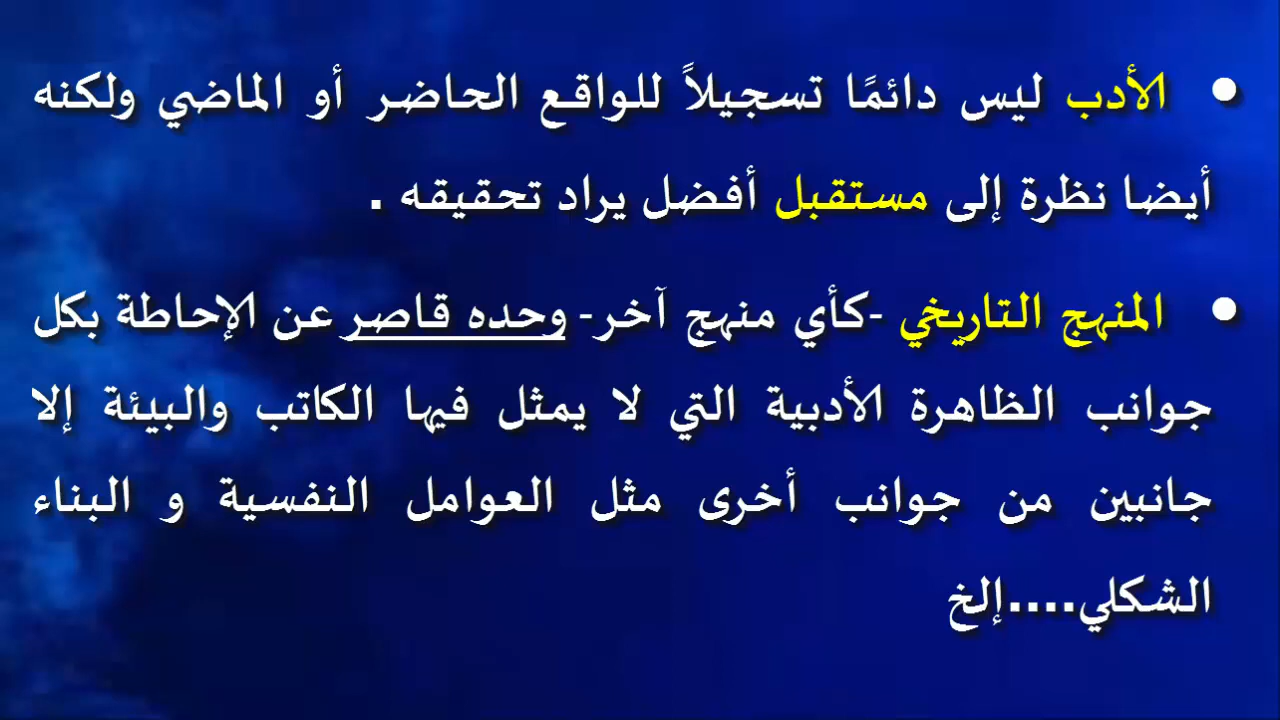 • الأدب ليس دائمًا تسجيلاً للواقع الحاضر أو الماضي ولكنه
أيضا نظرة إلى مستقبل أفضل يراد تحقيقه .
• المنهج التاريخي -كأي منهج آخر- وحده قاصر عن الإحاطة بكل
جوانب الظاهرة الأدبية التي لا يمثل فيها الكاتب والبيئة إلا
جانبين من جوانب أخرى مثل العوامل النفسية و البناء
الشكلي....إلخ